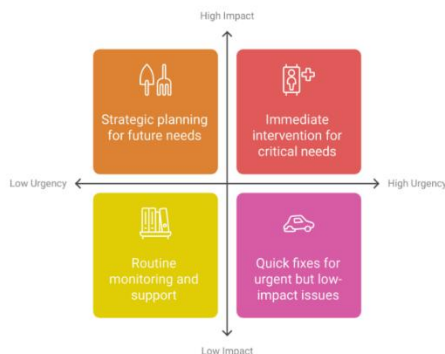 High Impact
Strategic planning
for future needs
Immediate
intervention for
critical needs
Low Urgency
High Urgency
Routine
monitoring and
support
Quick fixes for
urgent but low-
impact issues
Low Impact